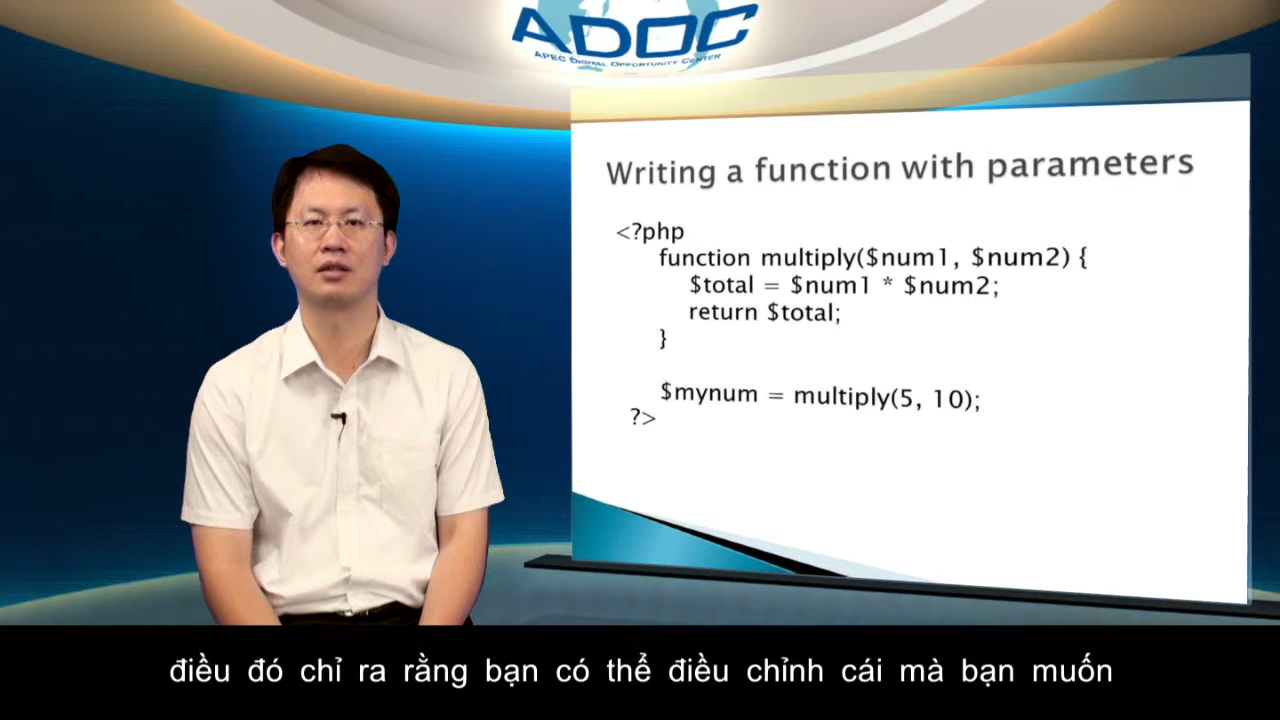 ADOC
APEC DIGITAL OPPORTUNITY CENTER
Writing a function with parameters
<?php
function multiply($num1, $num2) {
$total = $num1 * $num2;
return $total;
}
$mynum = multiply(5, 10);
?>
điều đó chỉ ra rằng bạn có thể điều chỉnh cái mà bạn muốn